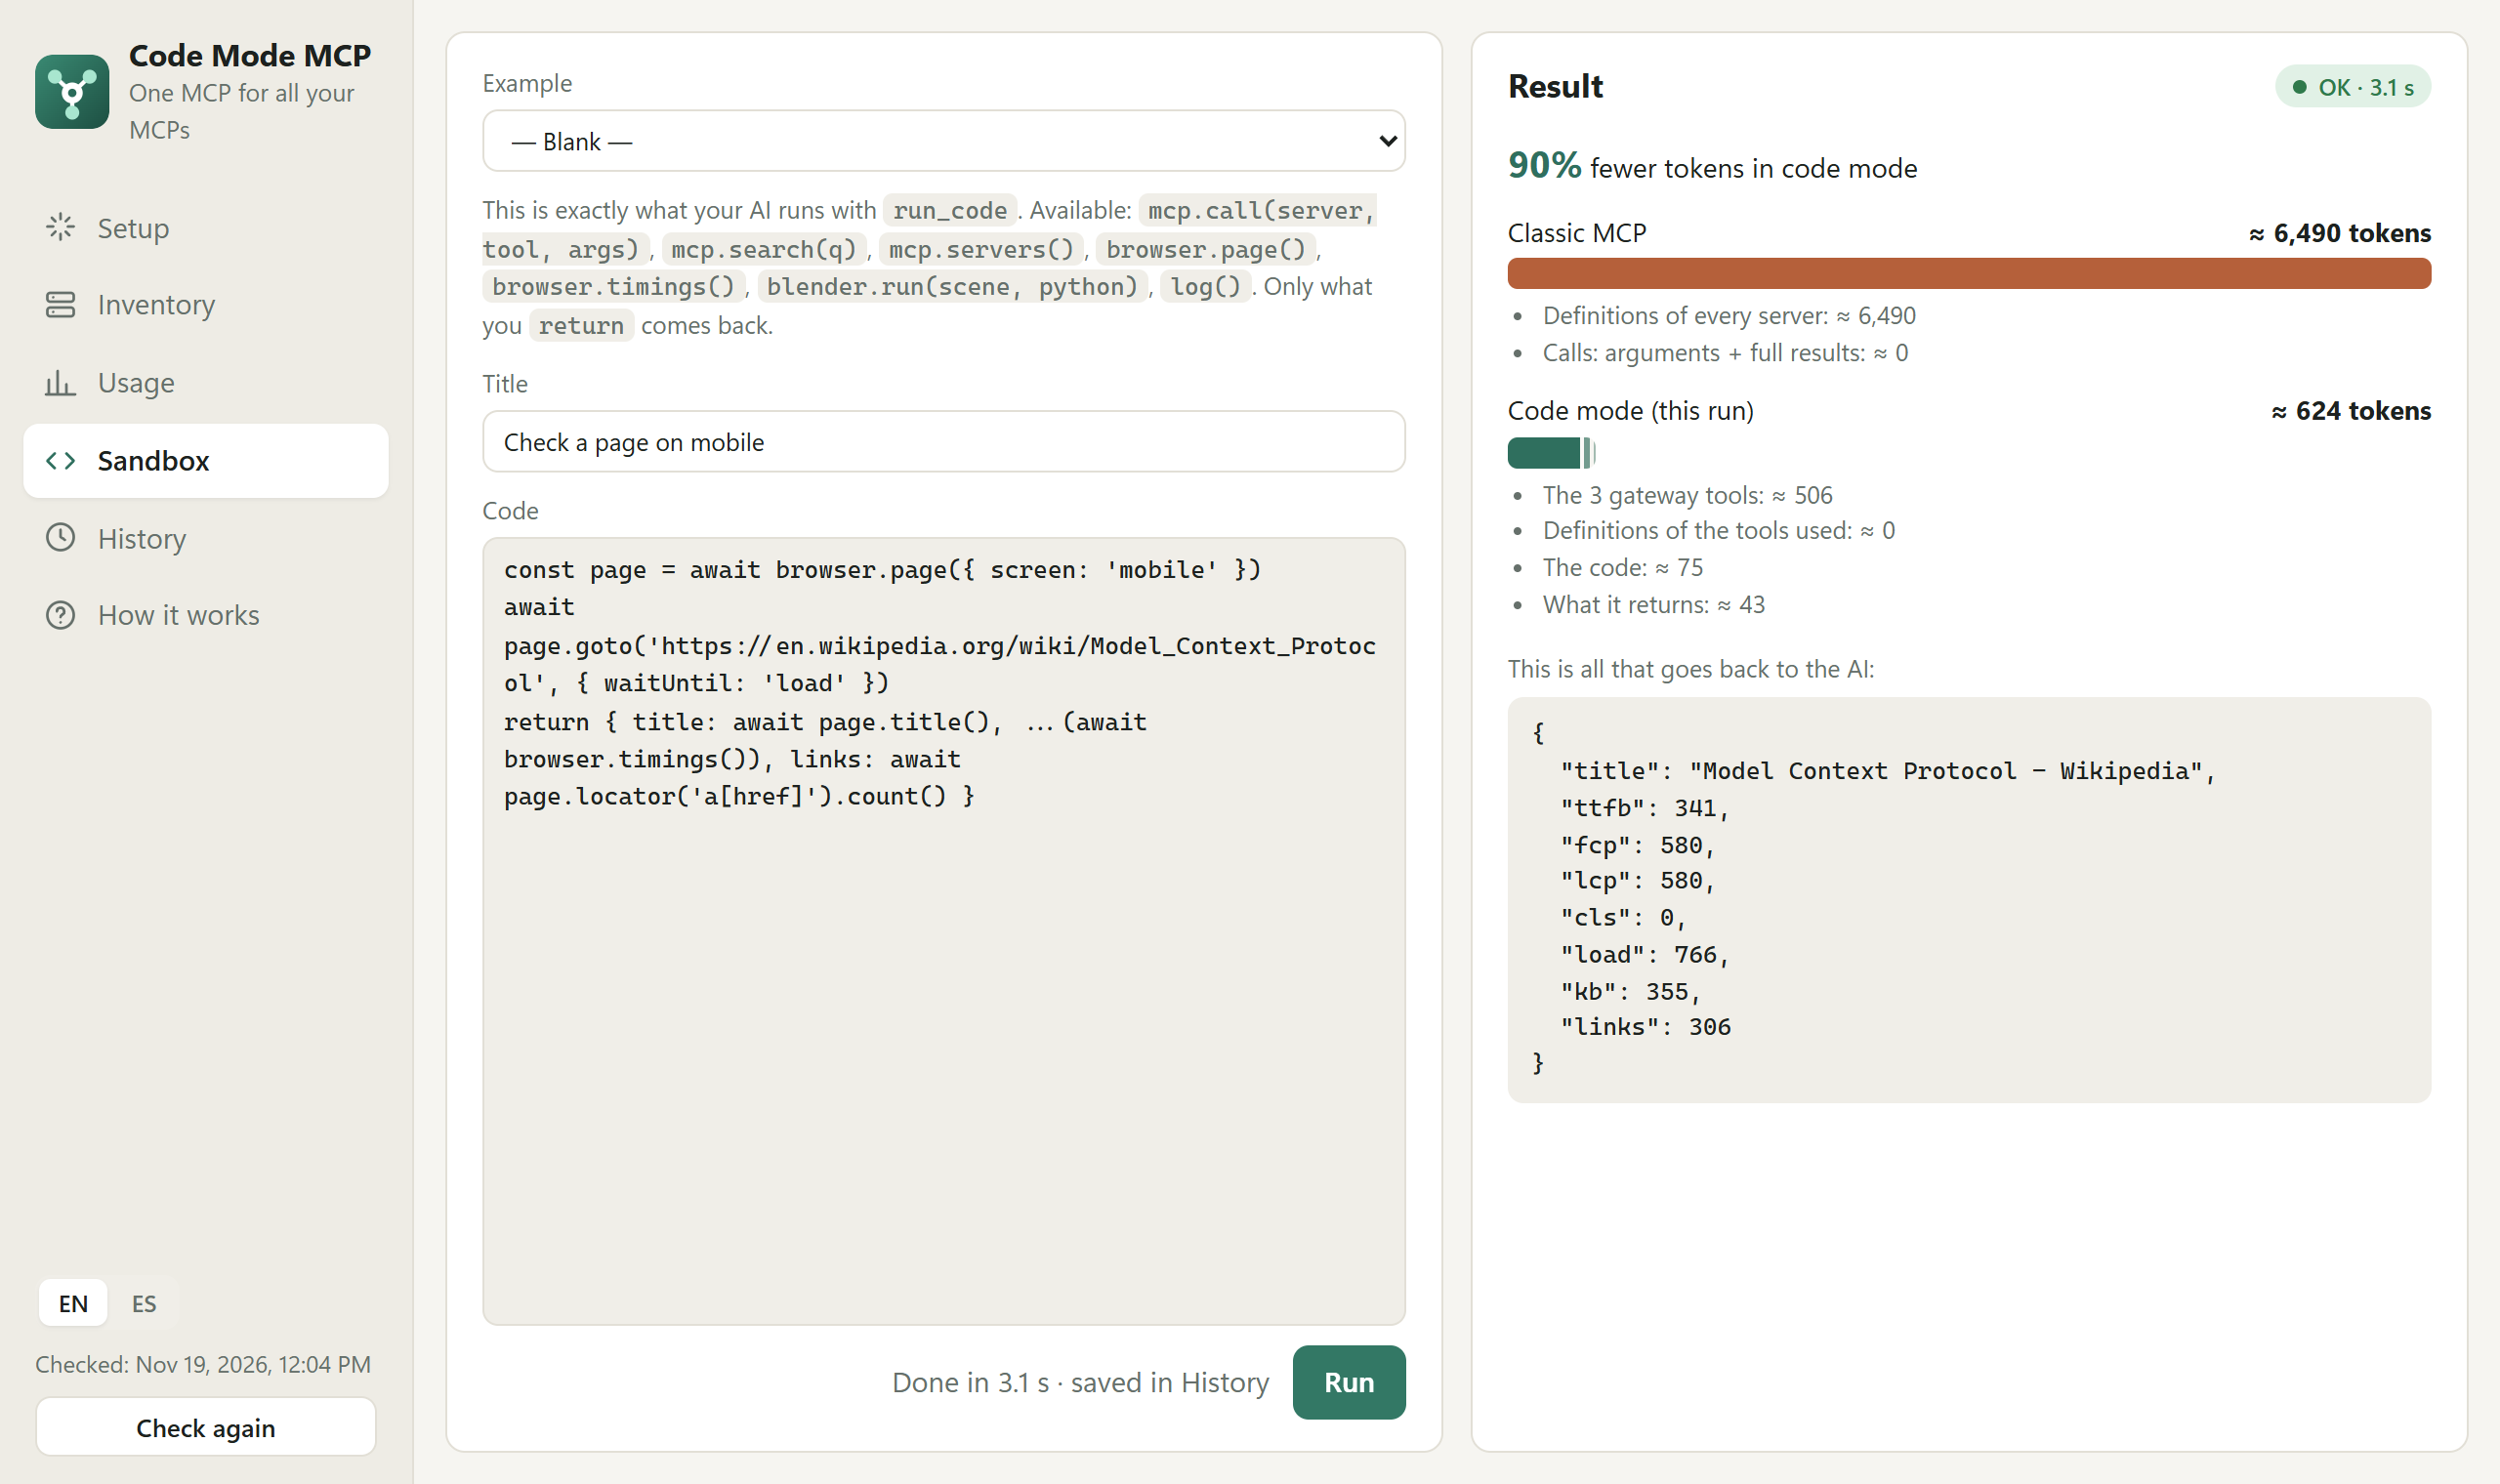 Code Mode MCP
One MCP for all your
MCPs
Setup
Inventory
Usage
Sandbox
History
How it works
EN ES
Checked: Nov 19, 2026, 12:04 PM
Check again
Example
— Blank —
This is exactly what your AI runs with run_code. Available: mcp.call(server,
tool, args), mcp.search(q), mcp.servers(), browser.page(),
browser.timings(), blender.run(scene, python), log(). Only what
you return comes back.
Title
Check a page on mobile
Code
const page = await browser.page({ screen: 'mobile' })
await
page.goto('https://en.wikipedia.org/wiki/Model_Context_Protoc
ol', { waitUntil: 'load' })
return { title: await page.title(), ...(await
browser.timings()), links: await
page.locator('a[href]').count() }
Done in 3.1 s · saved in History
Run
Result
OK · 3.1 s
90% fewer tokens in code mode
Classic MCP ≈ 6,490 tokens
• Definitions of every server: ≈ 6,490
• Calls: arguments + full results: ≈ 0
Code mode (this run) ≈ 624 tokens
• The 3 gateway tools: ≈ 506
• Definitions of the tools used: ≈ 0
• The code: ≈ 75
• What it returns: ≈ 43
This is all that goes back to the AI:
{
"title": "Model Context Protocol – Wikipedia",
"ttfb": 341,
"fcp": 580,
"lcp": 580,
"cls": 0,
"load": 766,
"kb": 355,
"links": 306
}